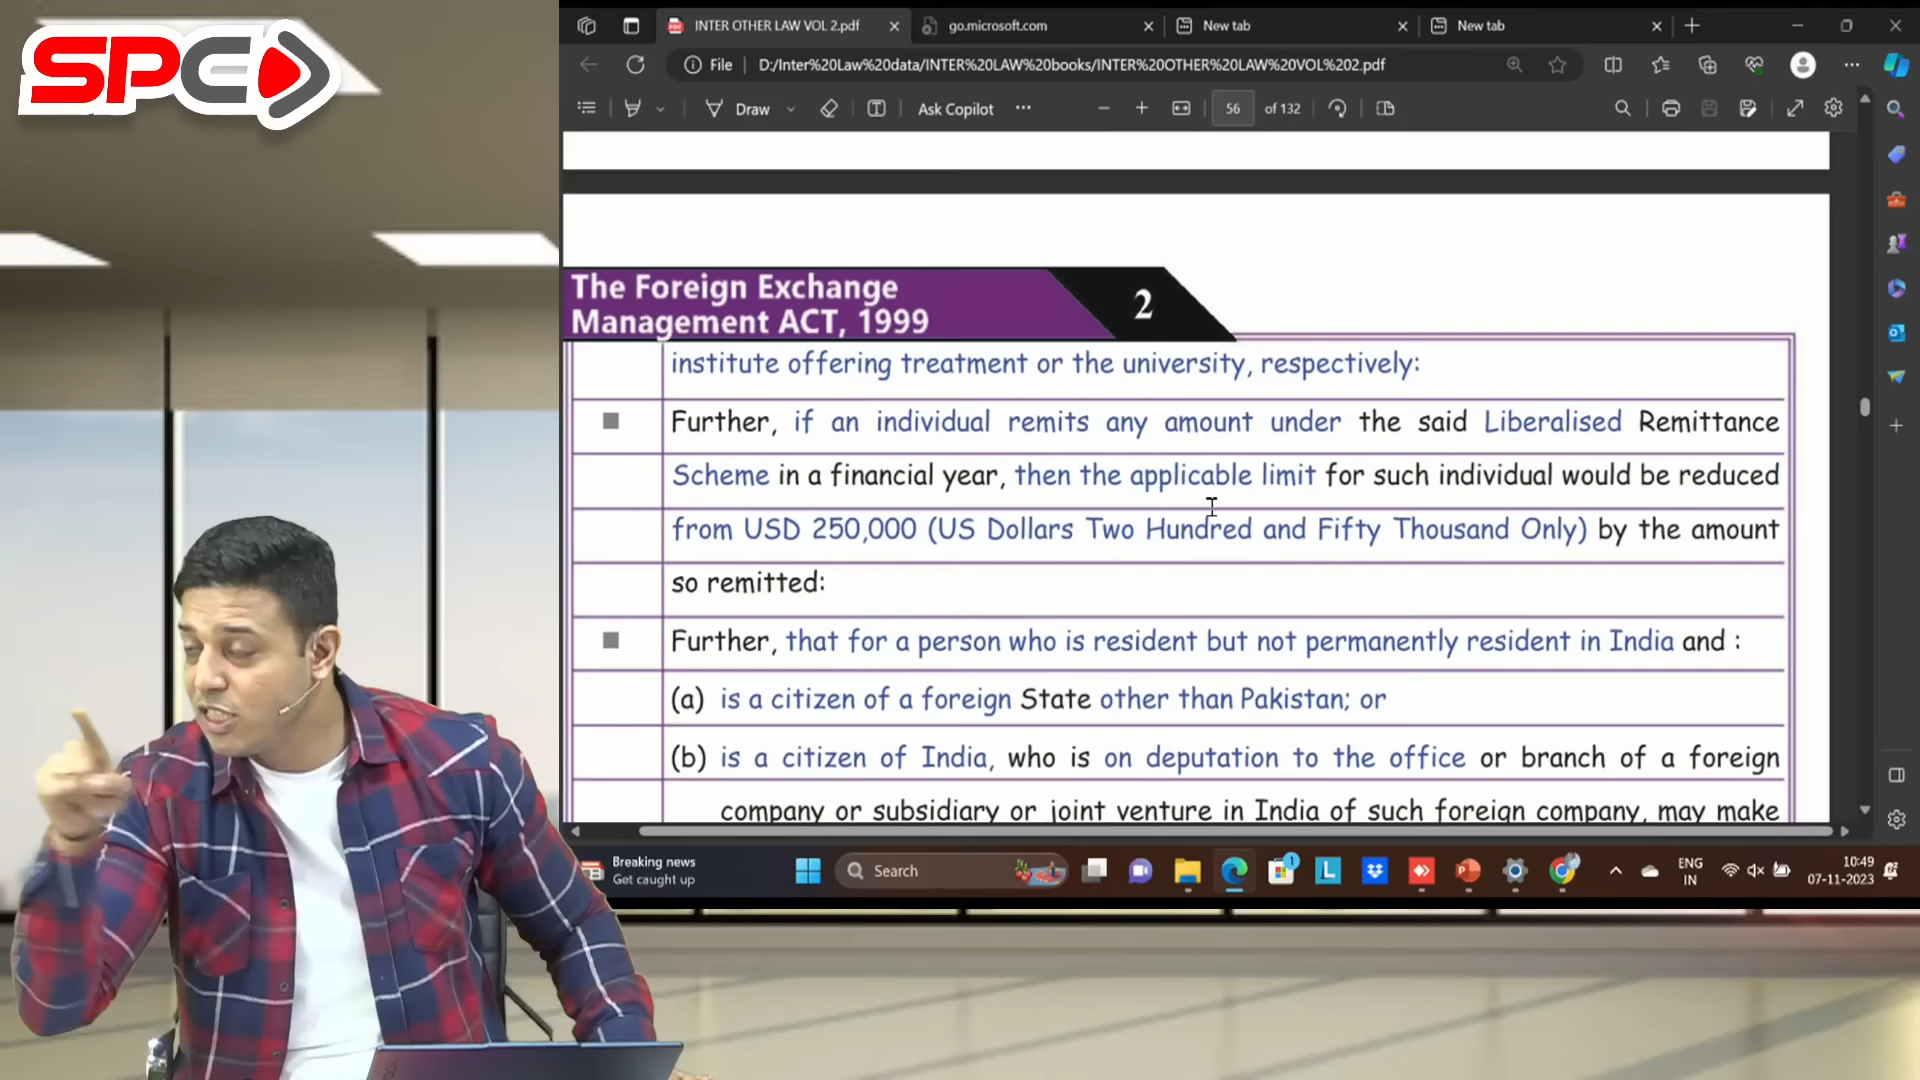 SPC
INTER OTHER LAW VOL 2.pdf
go.microsoft.com
New tab
New tab
File
D:/Inter%20Law%20data/INTER%20LAW%20books/INTER%20OTHER%20LAW%20VOL%202.pdf
Draw
Ask Copilot
56
of 132
The Foreign Exchange
Management ACT, 1999
2
institute offering treatment or the university, respectively:
Further, if an individual remits any amount under the said Liberalised Remittance
Scheme in a financial year, then the applicable limit for such individual would be reduced
from USD 250,000 (US Dollars Two Hundred and Fifty Thousand Only) by the amount
so remitted:
Further, that for a person who is resident but not permanently resident in India and :
(a) is a citizen of a foreign State other than Pakistan; or
(b) is a citizen of India, who is on deputation to the office or branch of a foreign
company or subsidiary or joint venture in India of such foreign company, may make
Breaking news
Get caught up
Search
1
L
ENG
IN
10:49
07-11-2023